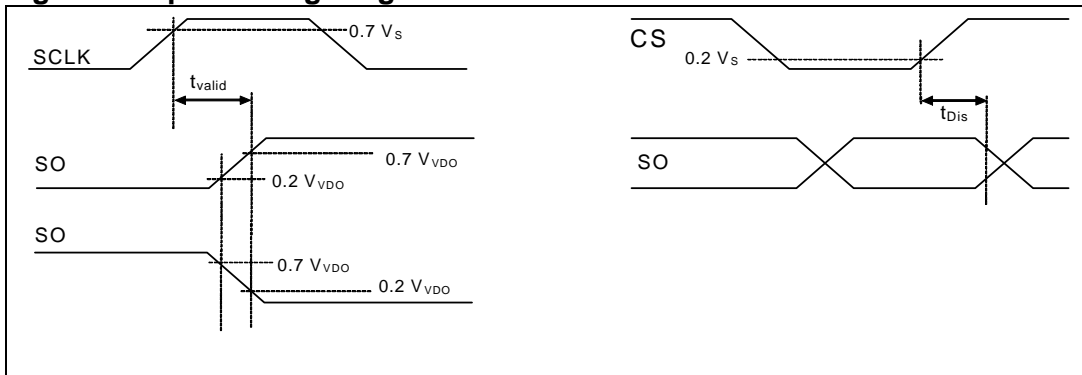 0.7 VS
SCLK
tvalid
SO
0.7 VVDO
0.2 VVDO
SO
0.7 VVDO
0.2 VVDO
CS
0.2 VS
tDis
SO